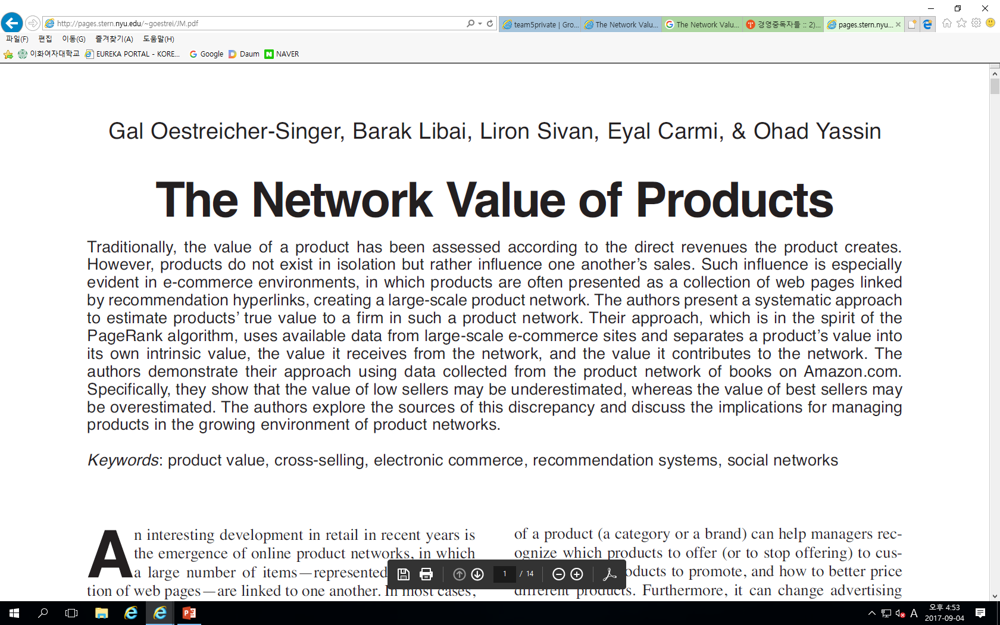 http://pages.stern.nyu.edu/~goestrei/JM.pdf
team5private | Gro...
The Network Valu...
The Network Valu...
경영중독자들 :: 2)...
pages.stern.nyu...
파일(F) 편집 이동(G) 즐겨찾기(A) 도움말(H)
이화여자대학교 EUREKA PORTAL - KORE... Google Daum NAVER
Gal Oestreicher-Singer, Barak Libai, Liron Sivan, Eyal Carmi, & Ohad Yassin
The Network Value of Products
Traditionally, the value of a product has been assessed according to the direct revenues the product creates.
However, products do not exist in isolation but rather influence one another's sales. Such influence is especially
evident in e-commerce environments, in which products are often presented as a collection of web pages linked
by recommendation hyperlinks, creating a large-scale product network. The authors present a systematic approach
to estimate products' true value to a firm in such a product network. Their approach, which is in the spirit of the
PageRank algorithm, uses available data from large-scale e-commerce sites and separates a product's value into
its own intrinsic value, the value it receives from the network, and the value it contributes to the network. The
authors demonstrate their approach using data collected from the product network of books on Amazon.com.
Specifically, they show that the value of low sellers may be underestimated, whereas the value of best sellers may
be overestimated. The authors explore the sources of this discrepancy and discuss the implications for managing
products in the growing environment of product networks.
Keywords: product value, cross-selling, electronic commerce, recommendation systems, social networks
An interesting development in retail in recent years is
the emergence of online product networks, in which
a large number of items—represented
tion of web pages—are linked to one another. In most cases,
of a product (a category or a brand) can help managers rec-
ognize which products to offer (or to stop offering) to cus-
oducts to promote, and how to better price
different products. Furthermore, it can change advertising
1 / 14
A
오후 4:53
2017-09-04